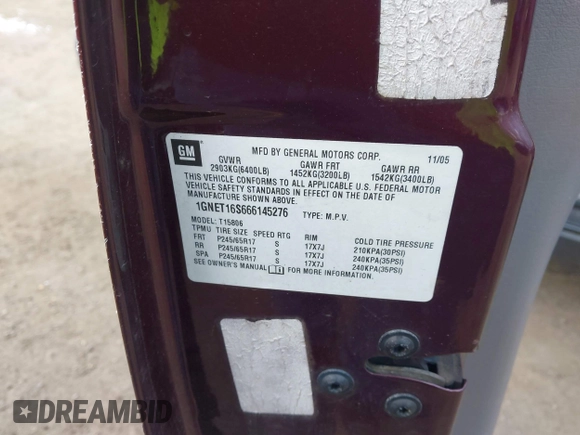 GM
MFD BY GENERAL MOTORS CORP. 11/05
GVWR GAWR FRT GAWR RR
2903KG(6400LB) 1452KG(3200LB) 1542KG(3400LB)
THIS VEHICLE CONFORMS TO ALL APPLICABLE U.S. FEDERAL MOTOR
VEHICLE SAFETY STANDARDS IN EFFECT ON THE DATE OF
MANUFACTURE SHOWN ABOVE.
1GNET16S666145276 TYPE: M.P.V.
MODEL: T15806
TPMU TIRE SIZE SPEED RTG RIM COLD TIRE PRESSURE
FRT P245/65R17 S 17X7J 210KPA(30PSI)
RR P245/65R17 S 17X7J 240KPA(35PSI)
SPA P245/65R17 S 17X7J 240KPA(35PSI)
SEE OWNER'S MANUAL FOR MORE INFORMATION.
DREAMBID